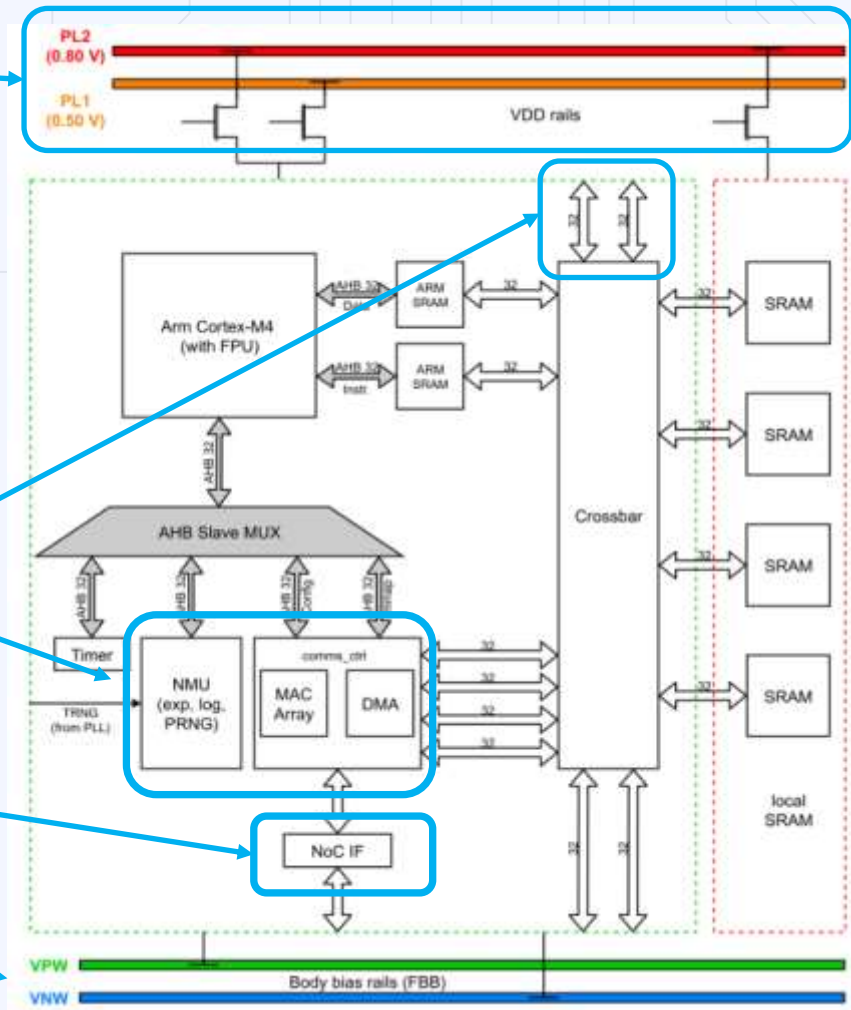 PL2
(0.80 V)
PL1
(0.50 V)
VDD rails
32
32
Arm Cortex-M4
(with FPU)
AHB 32
Data
ARM
SRAM
32
32
SRAM
AHB 32
Instr.
ARM
SRAM
32
32
SRAM
AHB 32
AHB Slave MUX
Crossbar
32
SRAM
AHB 32
AHB 32
AHB 32
Config
AHB 32
Timer
NMU
(exp, log,
PRNG)
TRNG
(from PLL)
comms_ctrl
MAC
Array
DMA
32
32
32
32
32
SRAM
local
SRAM
NoC IF
32
32
VPW
Body bias rails (FBB)
VNW